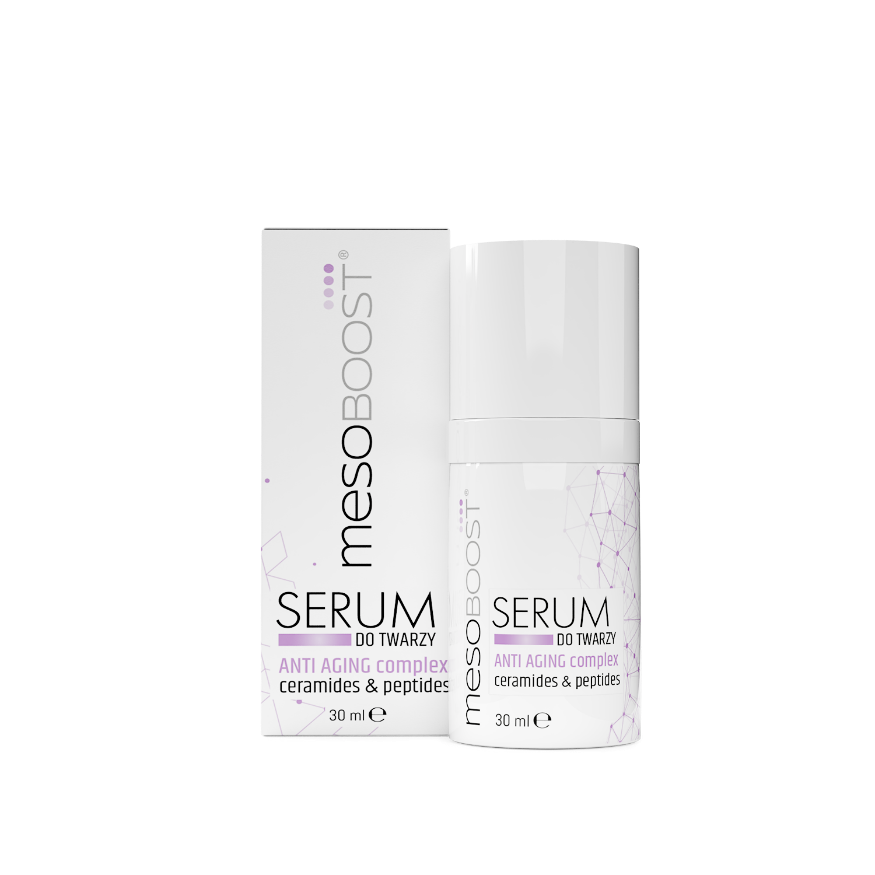 mesoBOOST®
SERUM
DO TWARZY
ANTI AGING complex
ceramides & peptides
30 ml ℮
mesoBOOST®
SERUM
DO TWARZY
ANTI AGING complex
ceramides & peptides
30 ml ℮